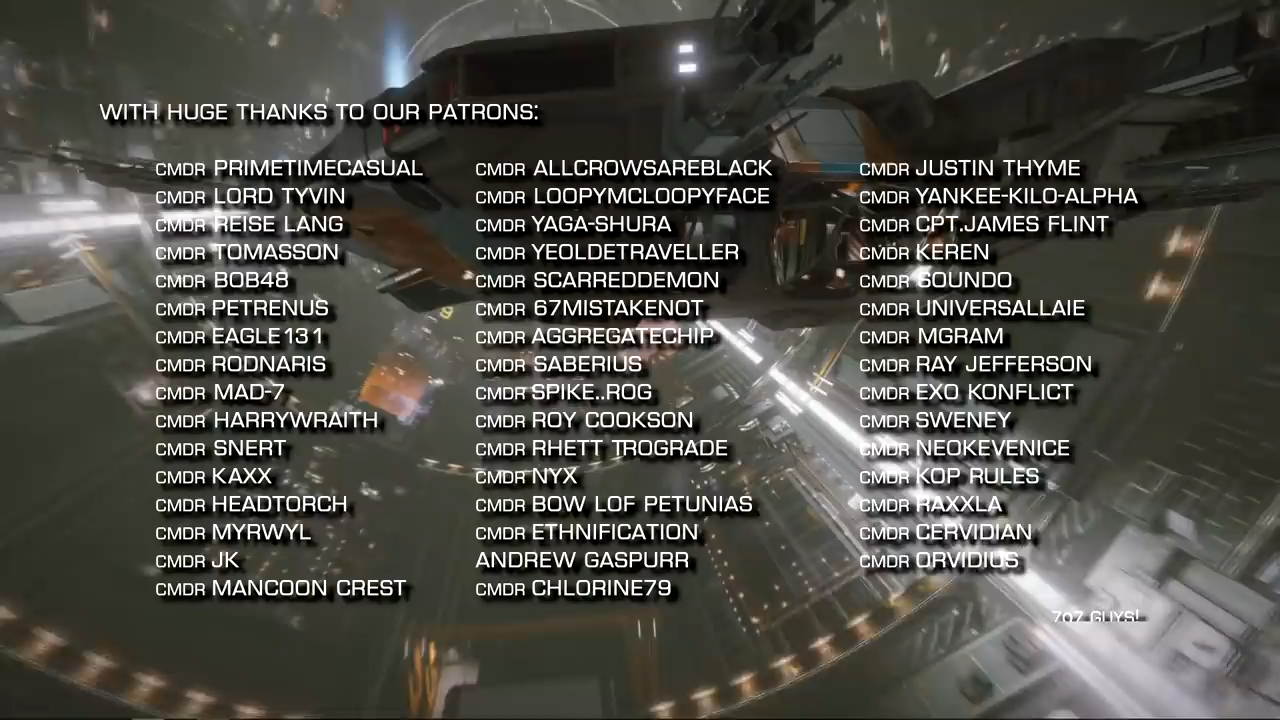 WITH HUGE THANKS TO OUR PATRONS:
CMDR PRIMETIMECASUAL
CMDR LORD TYVIN
CMDR REISE LANG
CMDR TOMASSON
CMDR BOB48
CMDR PETRENUS
CMDR EAGLE131
CMDR RODNARIS
CMDR MAD-7
CMDR HARRYWRAITH
CMDR SNERT
CMDR KAXX
CMDR HEADTORCH
CMDR MYRWYL
CMDR JK
CMDR MANCOON CREST
CMDR ALLCROWSAREBLACK
CMDR LOOPYMCLOOPYFACE
CMDR YAGA-SHURA
CMDR YEOLDETRAVELLER
CMDR SCARREDDEMON
CMDR 67MISTAKENOT
CMDR AGGREGATECHIP
CMDR SABERIUS
CMDR SPIKE..ROG
CMDR ROY COOKSON
CMDR RHETT TROGRADE
CMDR NYX
CMDR BOW LOF PETUNIAS
CMDR ETHNIFICATION
ANDREW GASPURR
CMDR CHLORINE79
CMDR JUSTIN THYME
CMDR YANKEE-KILO-ALPHA
CMDR CPT.JAMES FLINT
CMDR KEREN
CMDR SOUNDO
CMDR UNIVERSALLAIE
CMDR MGRAM
CMDR RAY JEFFERSON
CMDR EXO KONFLICT
CMDR SWENEY
CMDR NEOKEVENICE
CMDR KOP RULES
CMDR RAXXLA
CMDR CERVIDIAN
CMDR ORVIDIUS
7o7 GUYS!